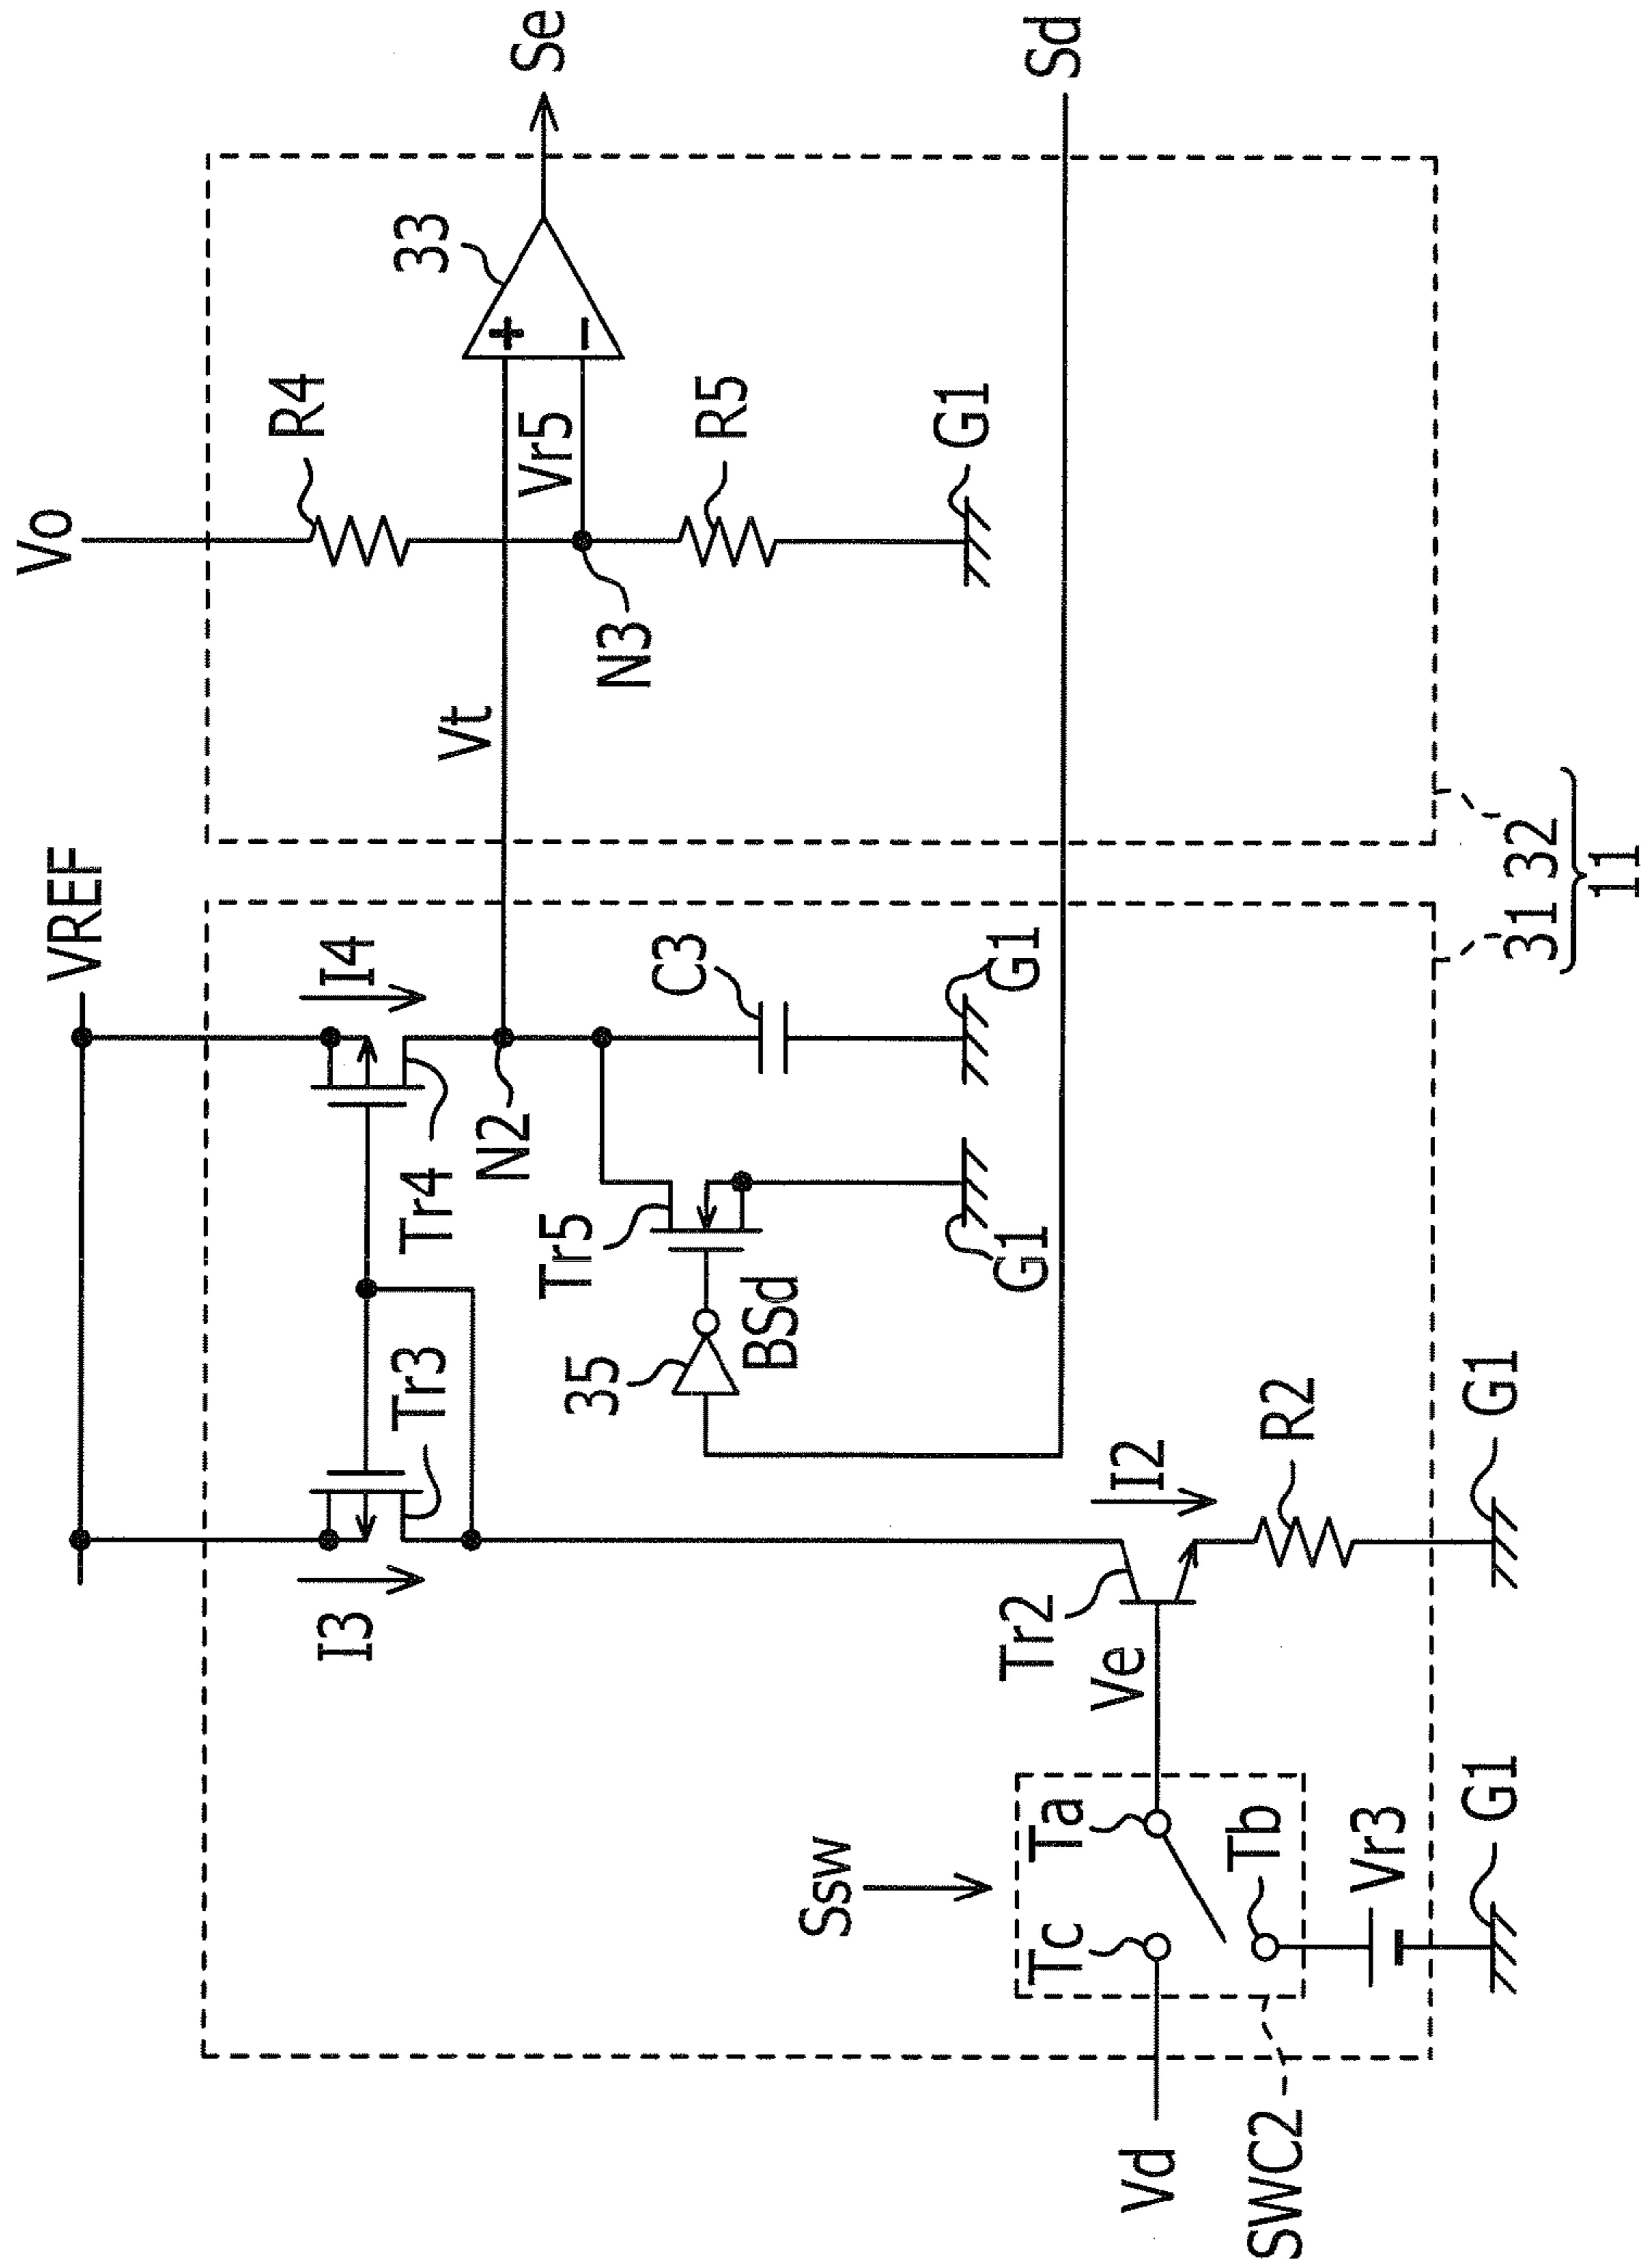 Vo
VREF
R4
Se
33
Vr5
R5
N3
G1
Sd
Vt
I4
Tr4
N2
C3
G1
I3
Tr3
Tr5
35
BSd
G1
I2
Tr2
R2
G1
Ve
Ssw
Ta
Tc
Tb
Vr3
G1
Vd
SWC2
31 32
11